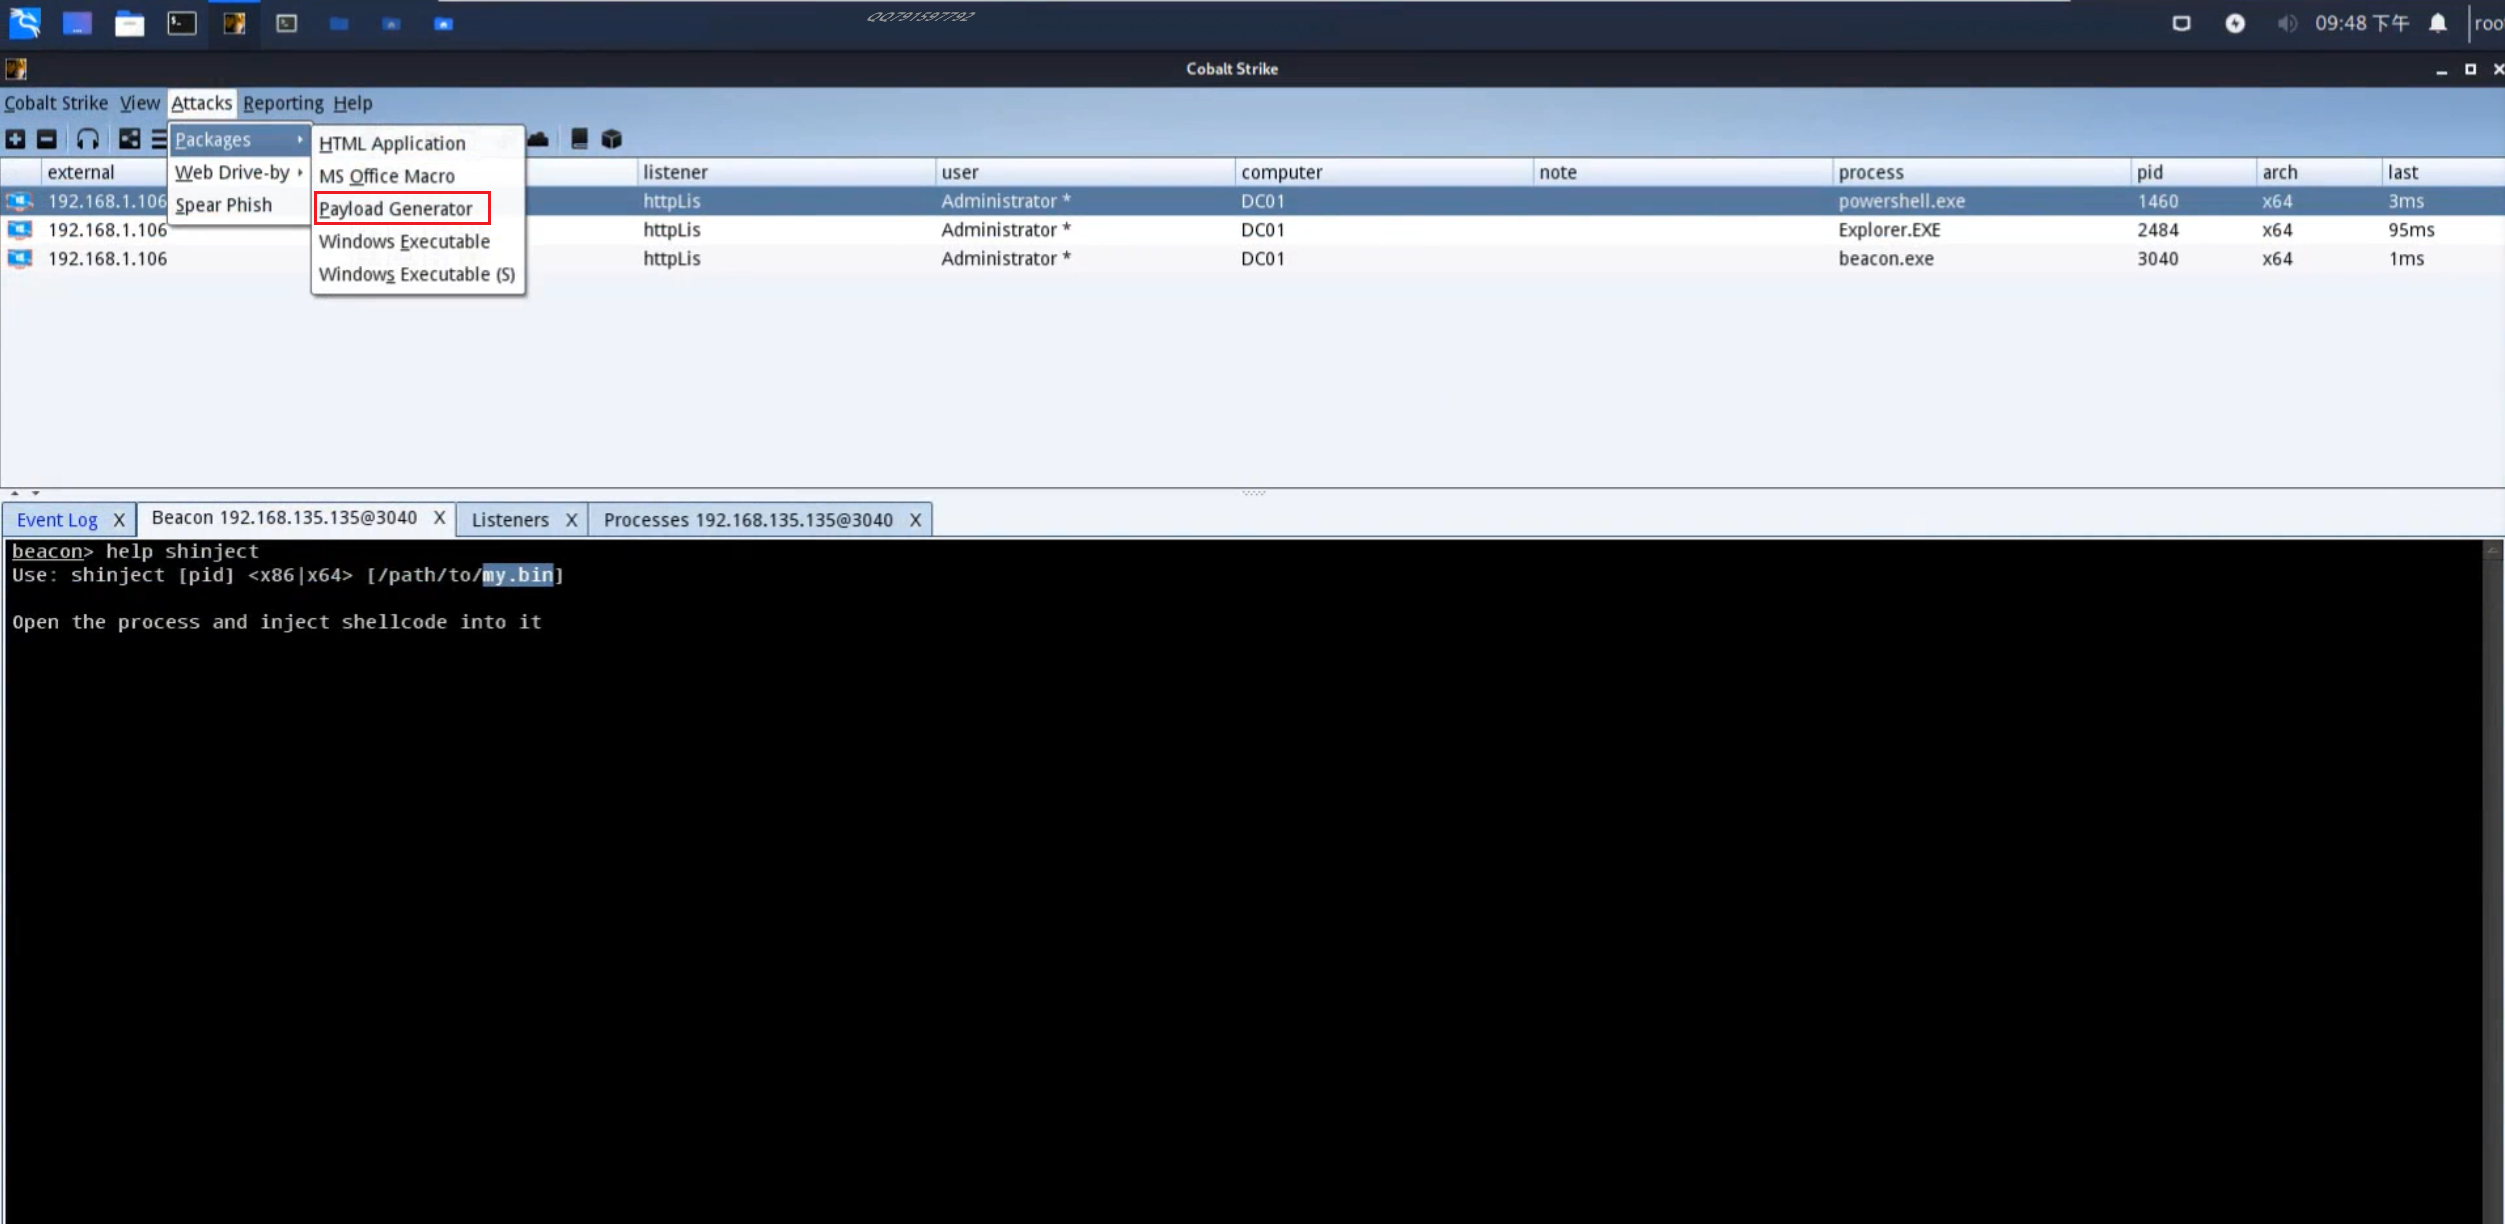 QQ791597792
09:48 下午
roo
Cobalt Strike
Cobalt Strike View Attacks Reporting Help
Packages
Web Drive-by
Spear Phish
HTML Application
MS Office Macro
Payload Generator
Windows Executable
Windows Executable (S)
external listener user computer note process pid arch last
192.168.1.106 httpLis Administrator * DC01 powershell.exe 1460 x64 3ms
192.168.1.106 httpLis Administrator * DC01 Explorer.EXE 2484 x64 95ms
192.168.1.106 httpLis Administrator * DC01 beacon.exe 3040 x64 1ms
Event Log X Beacon 192.168.135.135@3040 X Listeners X Processes 192.168.135.135@3040 X
beacon> help shinject
Use: shinject [pid] <x86|x64> [/path/to/my.bin]
Open the process and inject shellcode into it